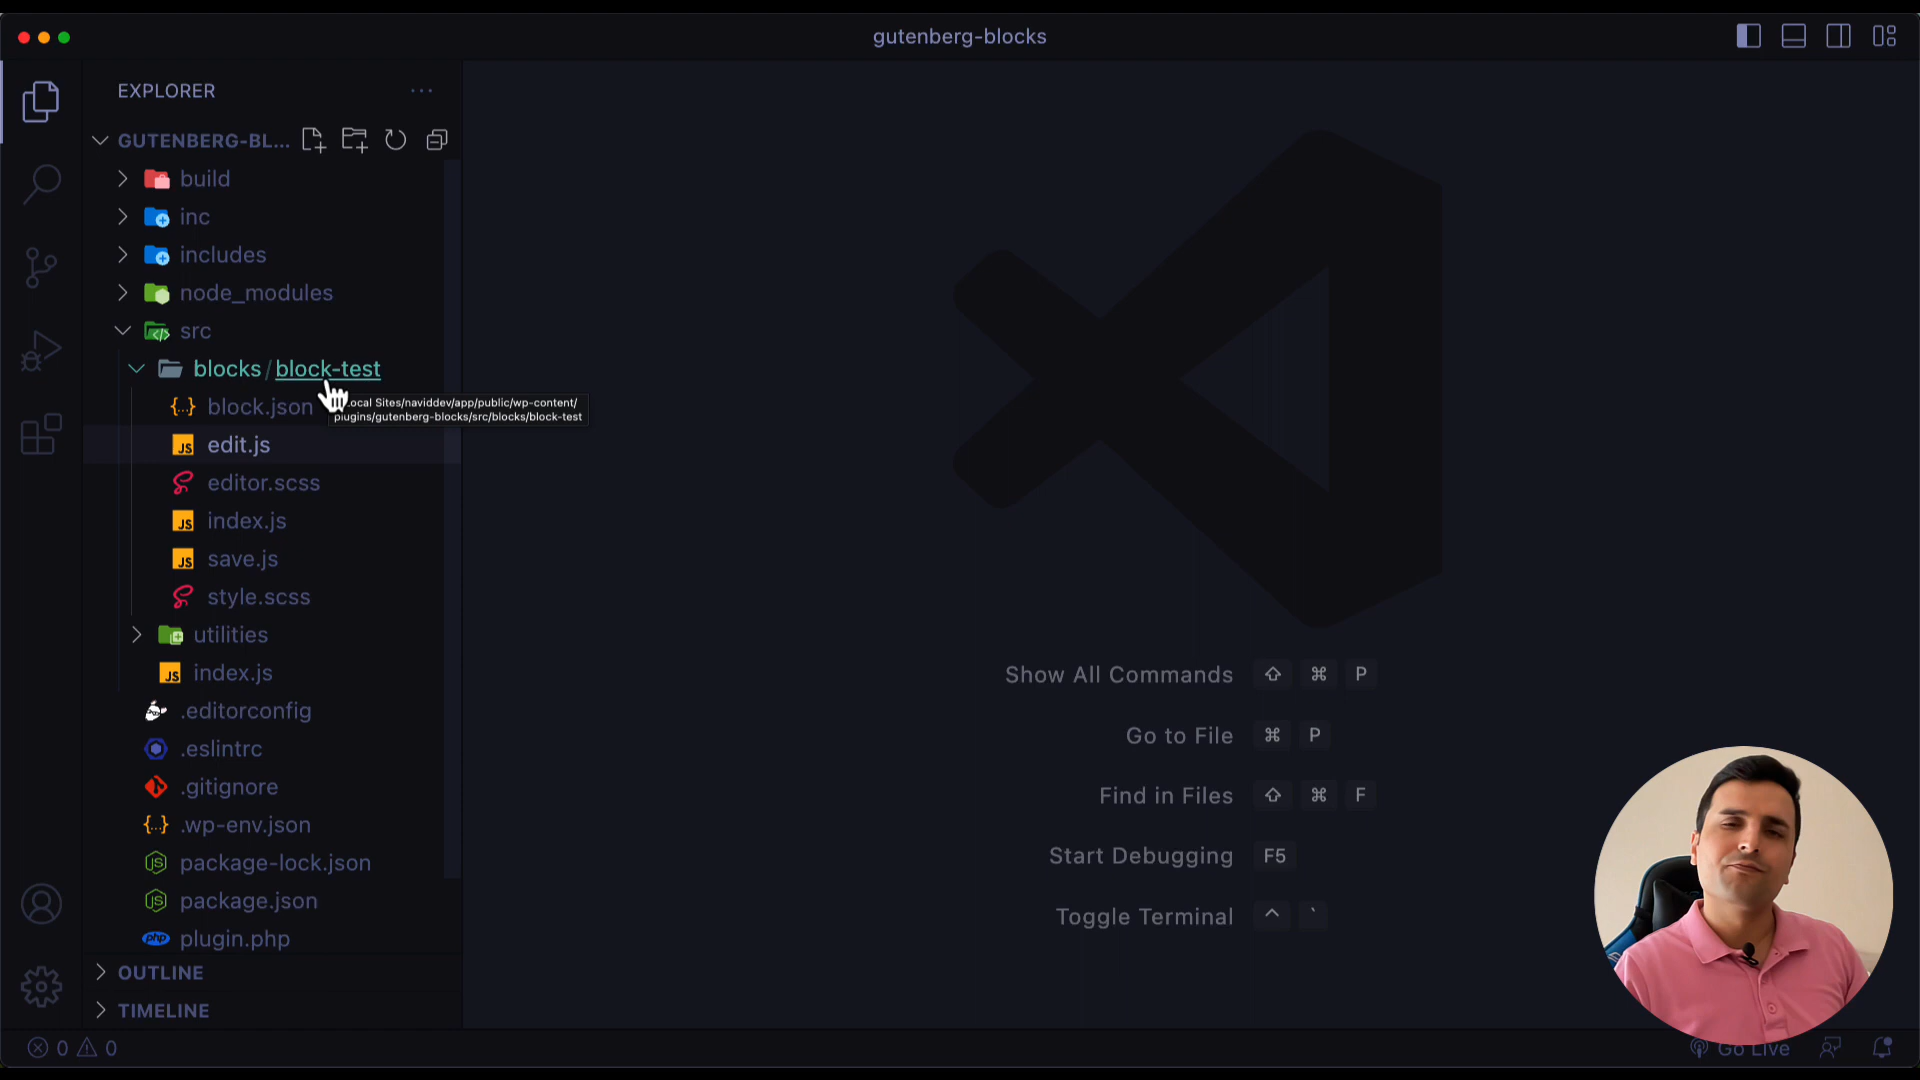 gutenberg-blocks
EXPLORER
GUTENBERG-BL...
build
inc
includes
node_modules
src
blocks / block-test
block.json
ocal Sites/naviddev/app/public/wp-content/
plugins/gutenberg-blocks/src/blocks/block-test
edit.js
editor.scss
index.js
save.js
style.scss
utilities
index.js
.editorconfig
.eslintrc
.gitignore
.wp-env.json
package-lock.json
package.json
plugin.php
OUTLINE
TIMELINE
Show All Commands ⇧ ⌘ P
Go to File ⌘ P
Find in Files ⇧ ⌘ F
Start Debugging F5
Toggle Terminal ^ `
0 0
Go Live